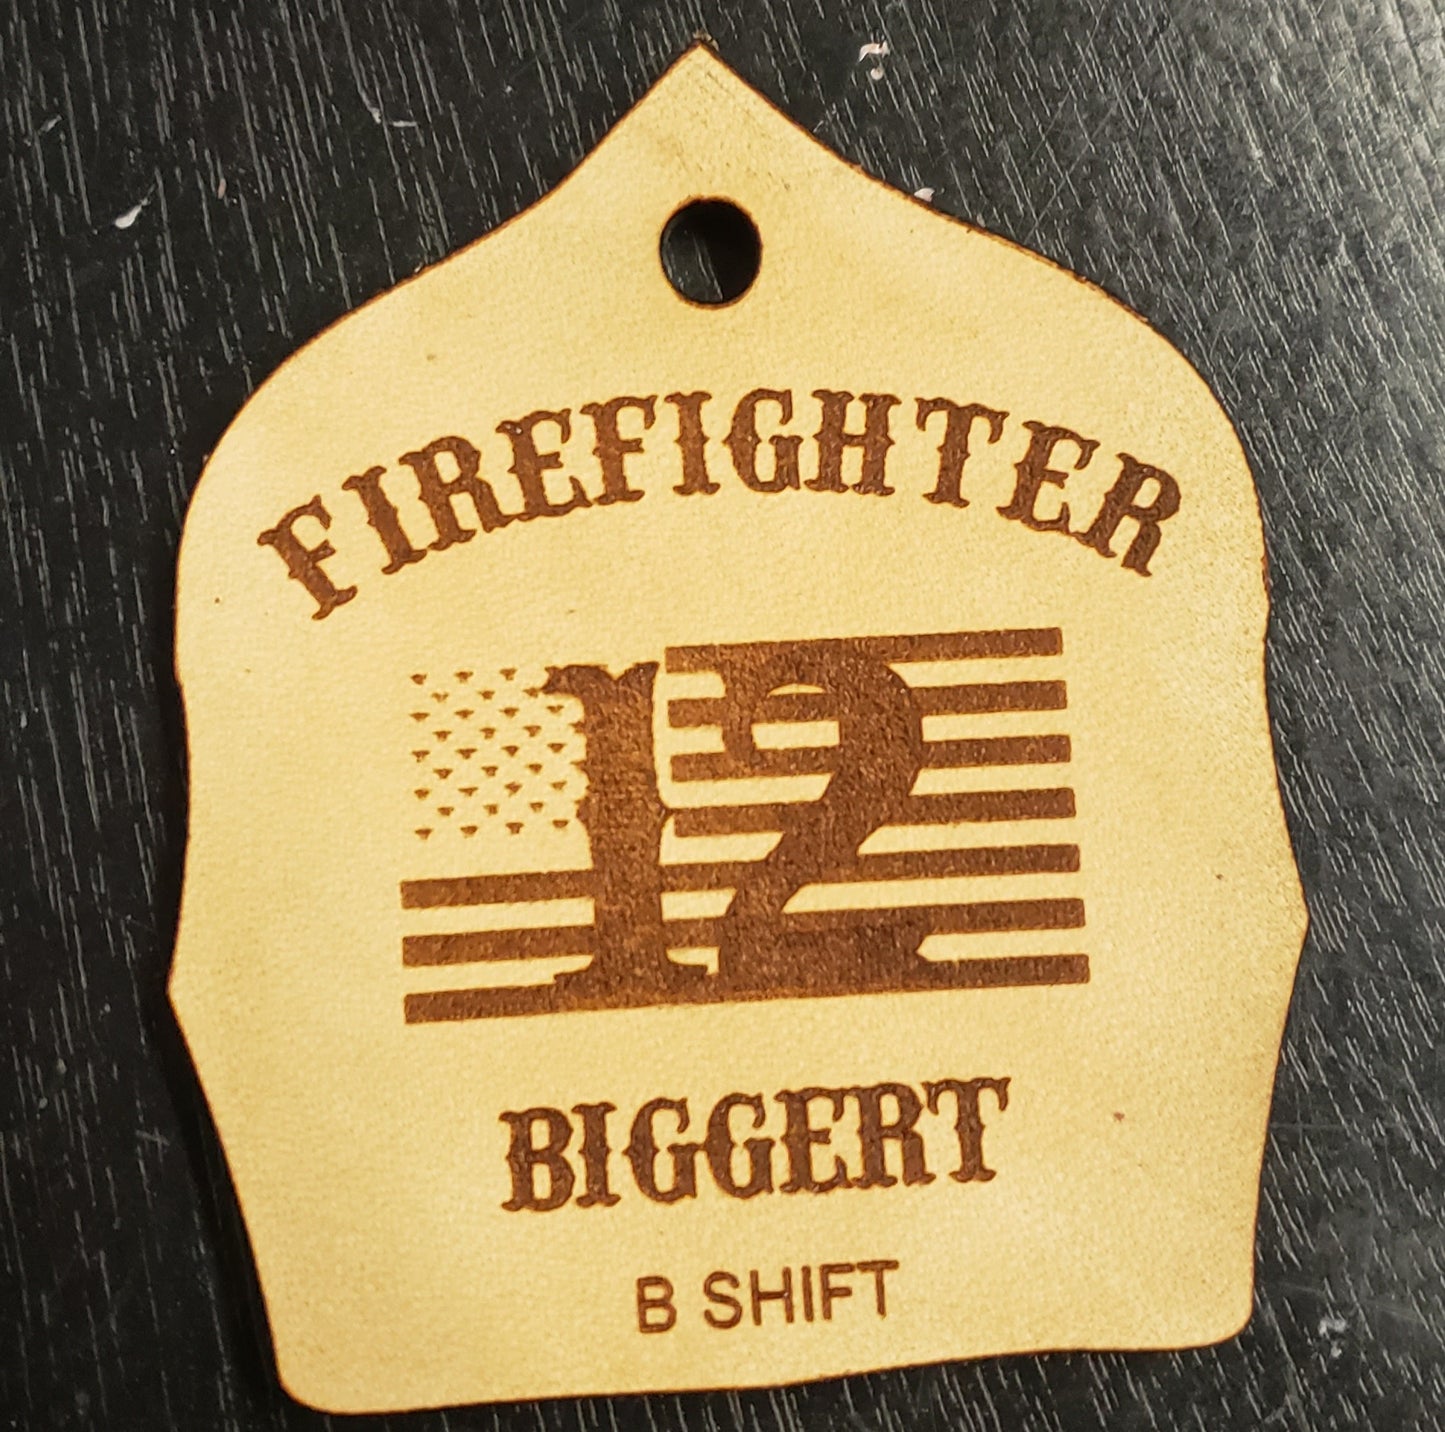 FIREFIGHTER
12
BIGGERT
B SHIFT